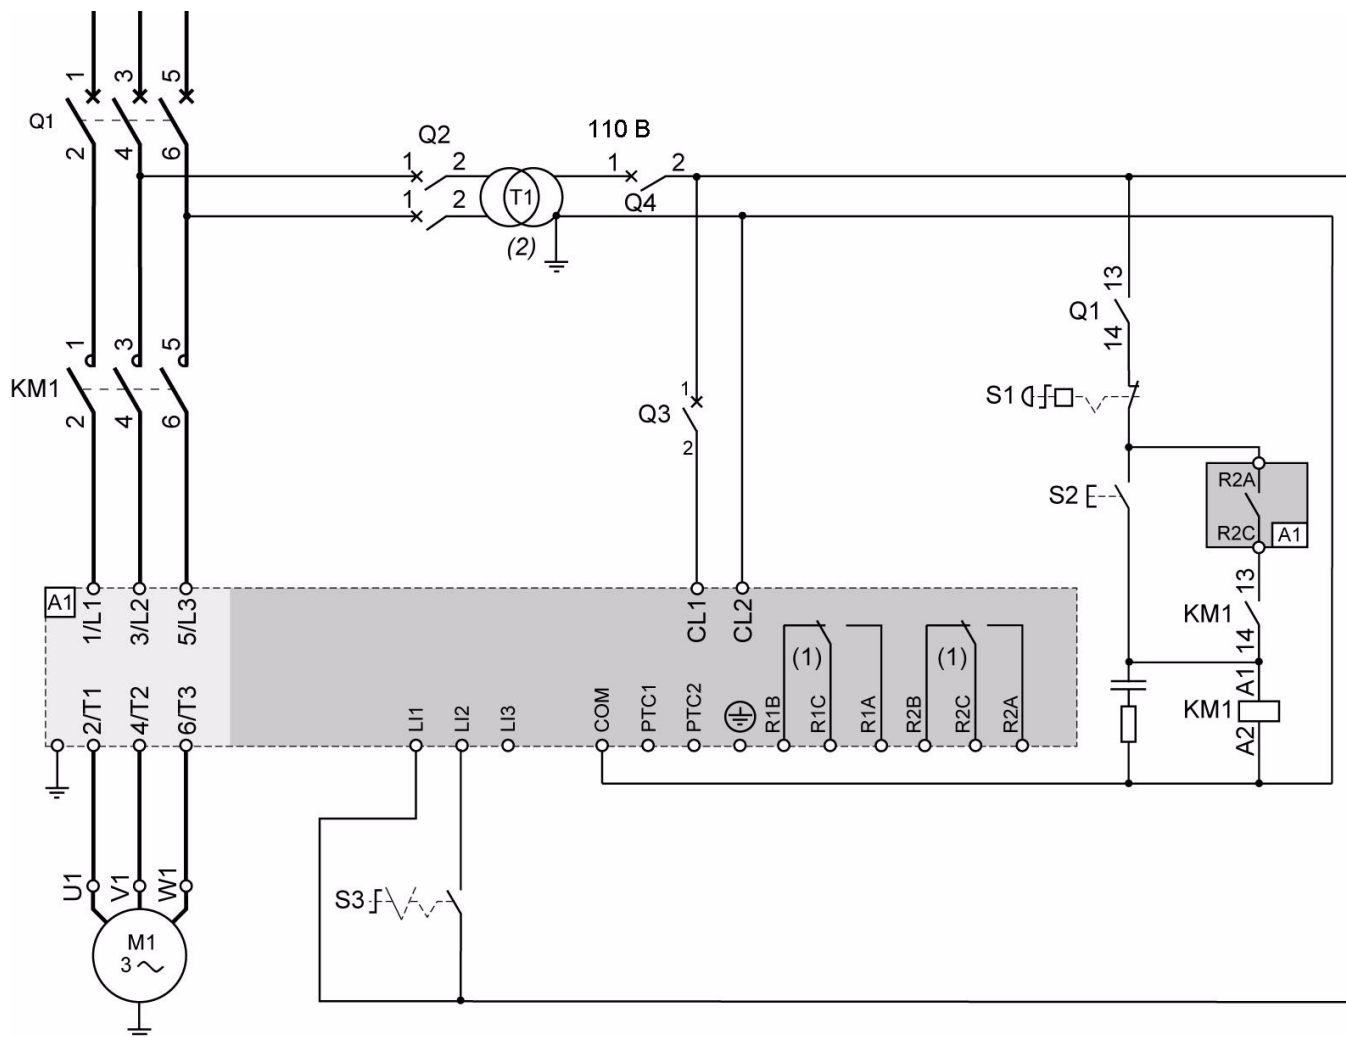 1 3 5
Q1
2 4 6
Q2
1 2
1 2
T1
(2)
110 В
1 2
Q4
1 3 5
KM1
2 4 6
1
Q3
2
13
Q1
14
S1
S2
R2A
R2C A1
13
KM1
14
A1
KM1
A2
A1
1/L1 3/L2 5/L3
CL1 CL2
2/T1 4/T2 6/T3
LI1 LI2 LI3
COM PTC1 PTC2
(1) (1)
R1B R1C R1A R2B R2C R2A
U1 V1 W1
S3
M1
3